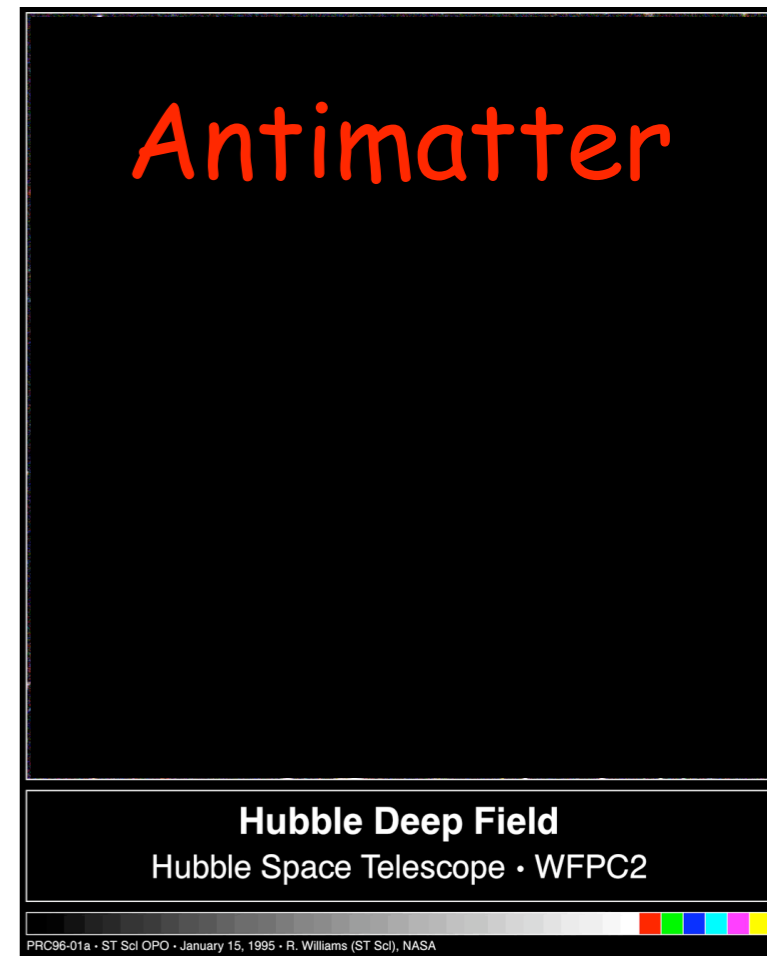 Antimatter
Hubble Deep Field
Hubble Space Telescope • WFPC2
PRC96-01a • ST ScI OPO • January 15, 1995 • R. Williams (ST ScI), NASA